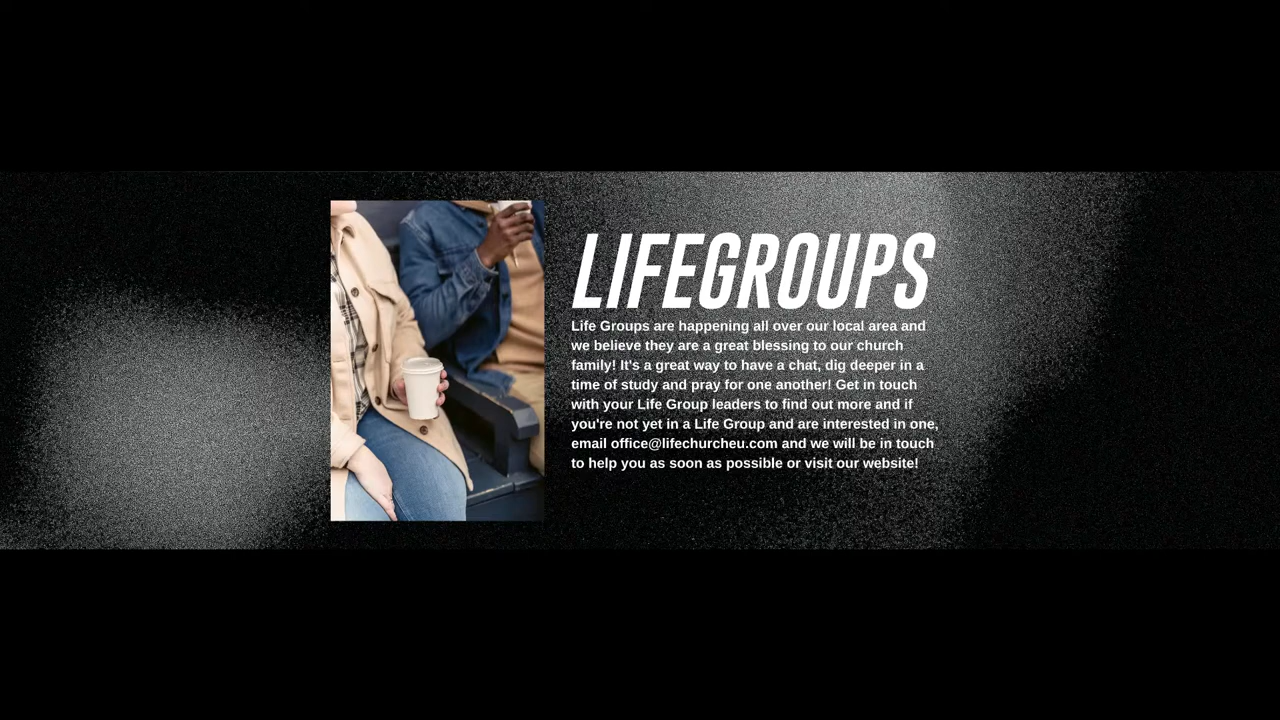 LIFEGROUPS
Life Groups are happening all over our local area and
we believe they are a great blessing to our church
family! It's a great way to have a chat, dig deeper in a
time of study and pray for one another! Get in touch
with your Life Group leaders to find out more and if
you're not yet in a Life Group and are interested in one,
email office@lifechurcheu.com and we will be in touch
to help you as soon as possible or visit our website!